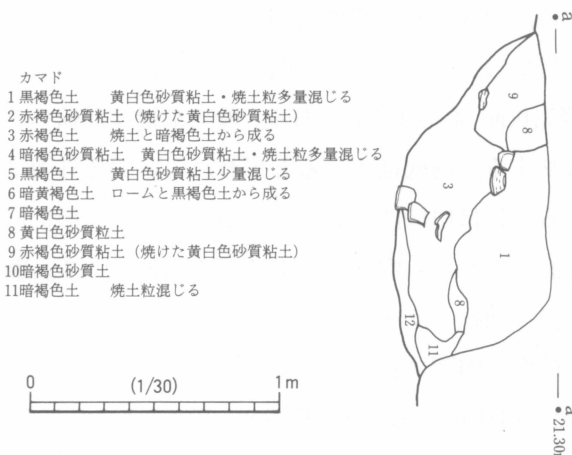 カマド
1 黒褐色土　黄白色砂質粘土・焼土粒多量混じる
2 赤褐色砂質粘土（焼けた黄白色砂質粘土）
3 赤褐色土　焼土と暗褐色土から成る
4 暗褐色砂質粘土　黄白色砂質粘土・焼土粒多量混じる
5 黒褐色土　黄白色砂質粘土少量混じる
6 暗黄褐色土　ロームと黒褐色土から成る
7 暗褐色土
8 黄白色砂質粒土
9 赤褐色砂質粘土（焼けた黄白色砂質粘土）
10暗褐色砂質土
11暗褐色土　焼土粒混じる
0 (1/30) 1 m
a
9
8
3
1
8
12
11
21.30m